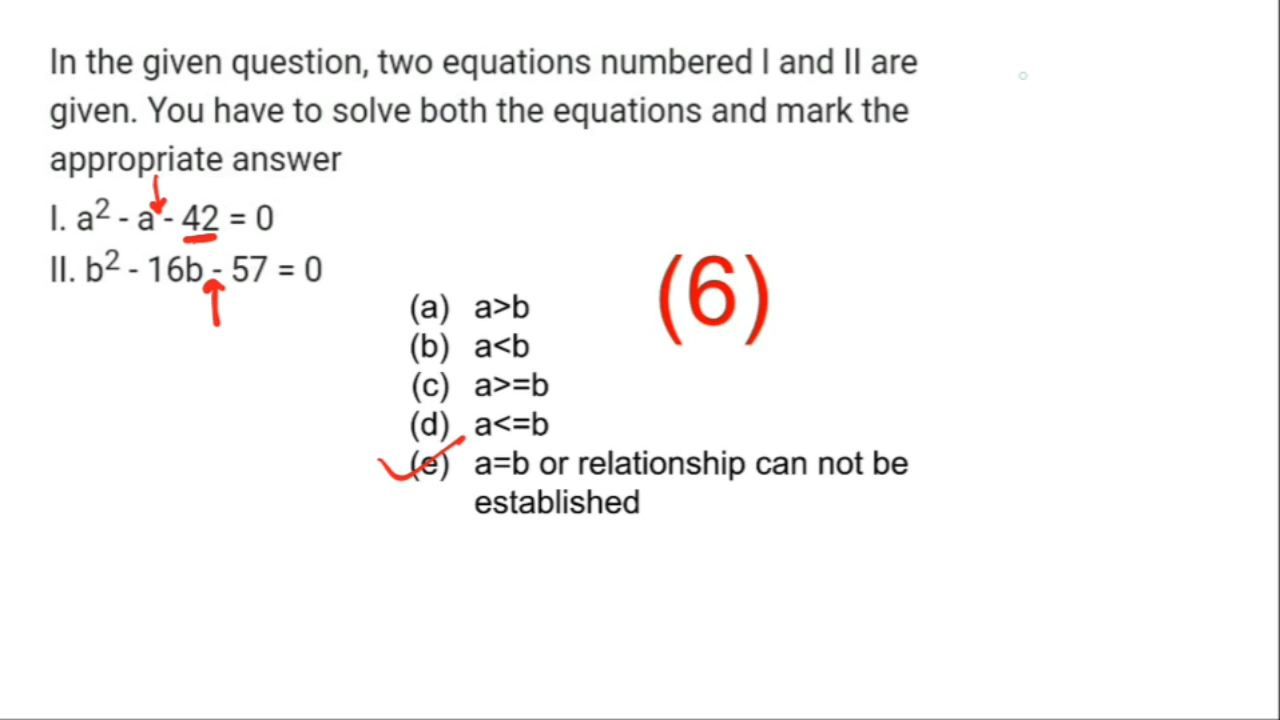 In the given question, two equations numbered I and II are
given. You have to solve both the equations and mark the
appropriate answer
I. a² - a - 42 = 0
II. b² - 16b - 57 = 0
(6)
(a) a>b
(b) a<b
(c) a>=b
(d) a<=b
(e) a=b or relationship can not be
established